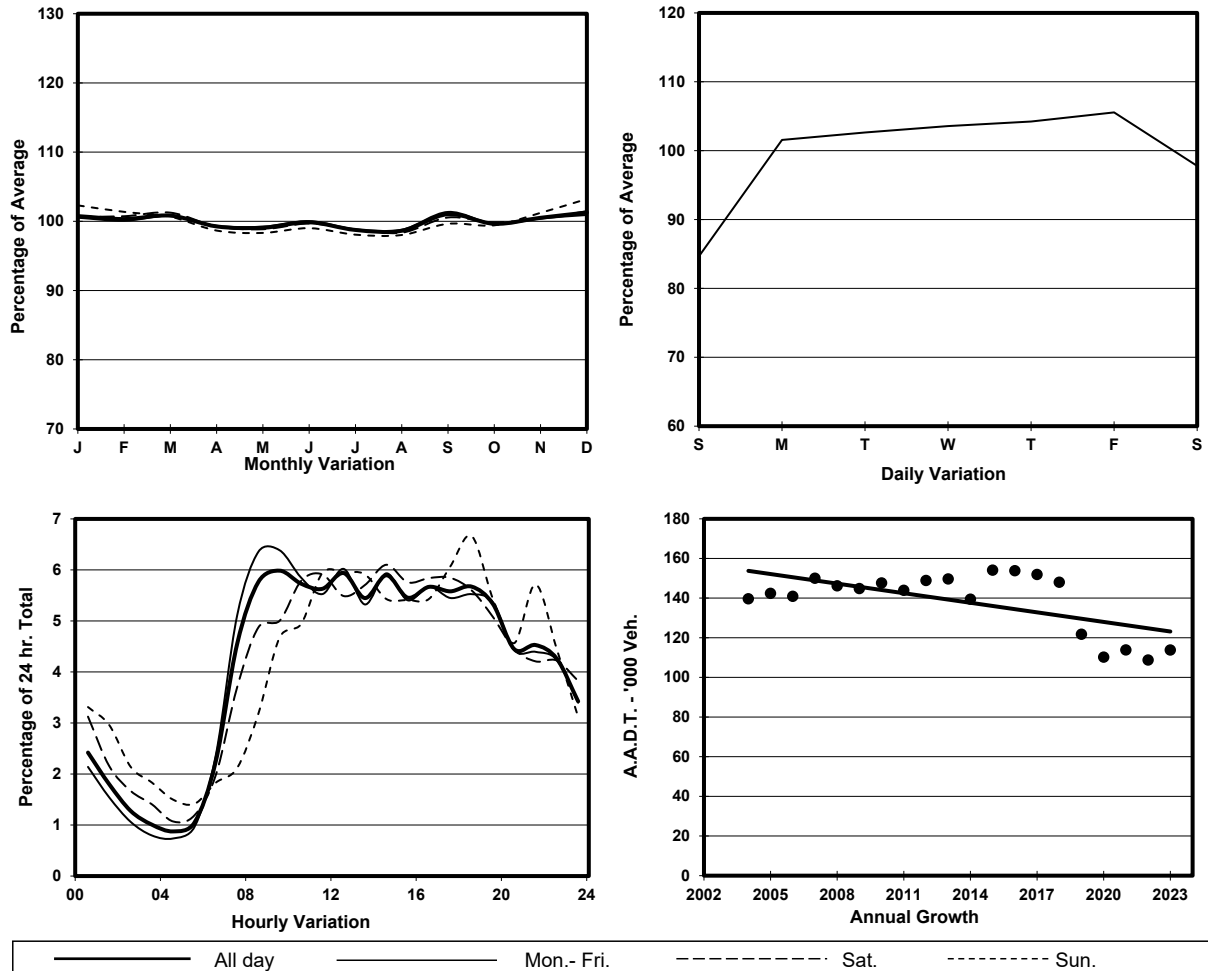 130
120
110
100
90
80
70
Percentage of Average
J F M A M J J A S O N D
Monthly Variation
120
110
100
90
80
70
60
Percentage of Average
S M T W T F S
Daily Variation
7
6
5
4
3
2
1
0
Percentage of 24 hr. Total
00 04 08 12 16 20 24
Hourly Variation
180
160
140
120
100
80
60
40
20
0
A.A.D.T. - '000 Veh.
2002 2005 2008 2011 2014 2017 2020 2023
Annual Growth
All day Mon.- Fri. Sat. Sun.